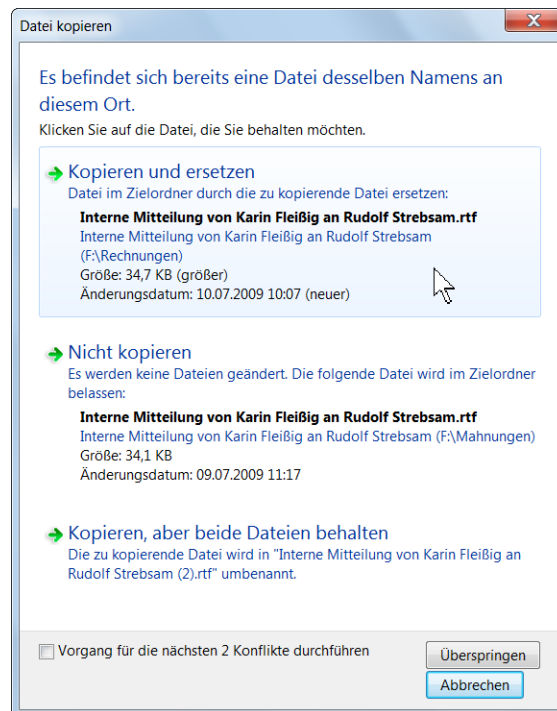 Datei kopieren
Es befindet sich bereits eine Datei desselben Namens an
diesem Ort.
Klicken Sie auf die Datei, die Sie behalten möchten.
Kopieren und ersetzen
Datei im Zielordner durch die zu kopierende Datei ersetzen:
Interne Mitteilung von Karin Fleißig an Rudolf Strebsam.rtf
Interne Mitteilung von Karin Fleißig an Rudolf Strebsam
(F:\Rechnungen)
Größe: 34,7 KB (größer)
Änderungsdatum: 10.07.2009 10:07 (neuer)
Nicht kopieren
Es werden keine Dateien geändert. Die folgende Datei wird im Zielordner
belassen:
Interne Mitteilung von Karin Fleißig an Rudolf Strebsam.rtf
Interne Mitteilung von Karin Fleißig an Rudolf Strebsam (F:\Mahnungen)
Größe: 34,1 KB
Änderungsdatum: 09.07.2009 11:17
Kopieren, aber beide Dateien behalten
Die zu kopierende Datei wird in "Interne Mitteilung von Karin Fleißig an
Rudolf Strebsam (2).rtf" umbenannt.
Vorgang für die nächsten 2 Konflikte durchführen
Überspringen
Abbrechen